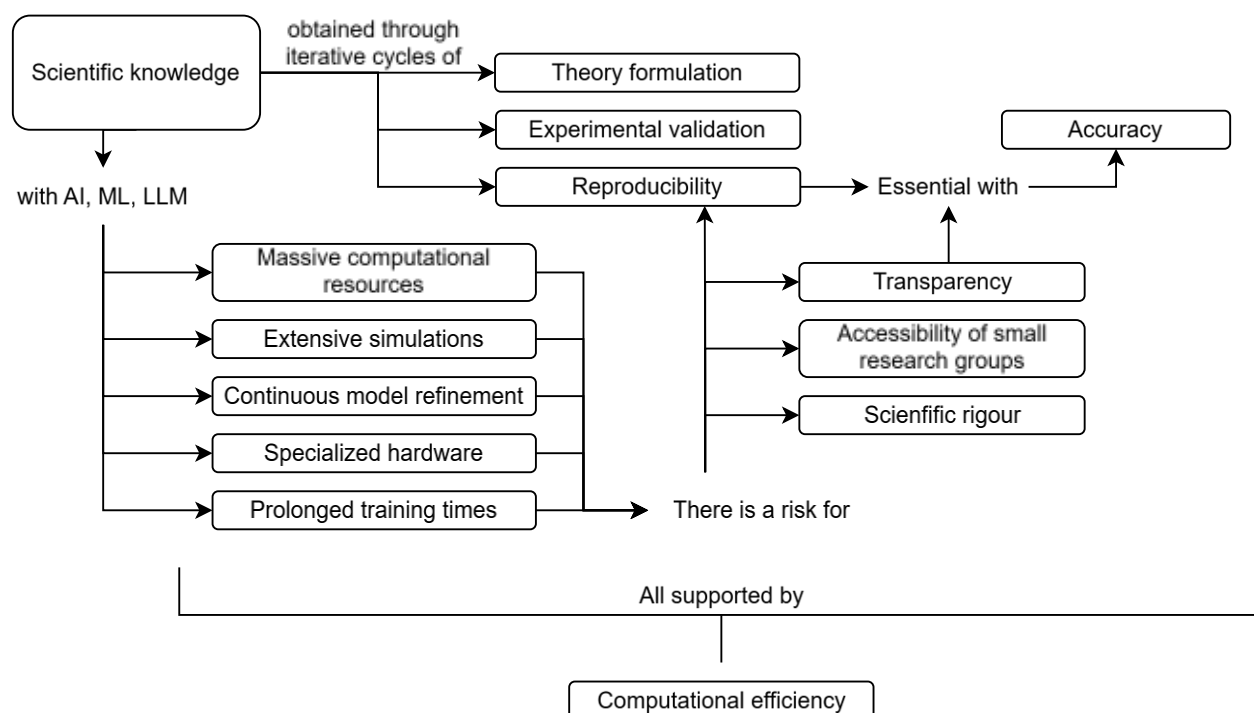 obtained through
iterative cycles of
Scientific knowledge
Theory formulation
Experimental validation
Accuracy
Reproducibility
Essential with
with AI, ML, LLM
Massive computational
resources
Transparency
Extensive simulations
Accessibility of small
research groups
Continuous model refinement
Scienfific rigour
Specialized hardware
Prolonged training times
There is a risk for
All supported by
Computational efficiency